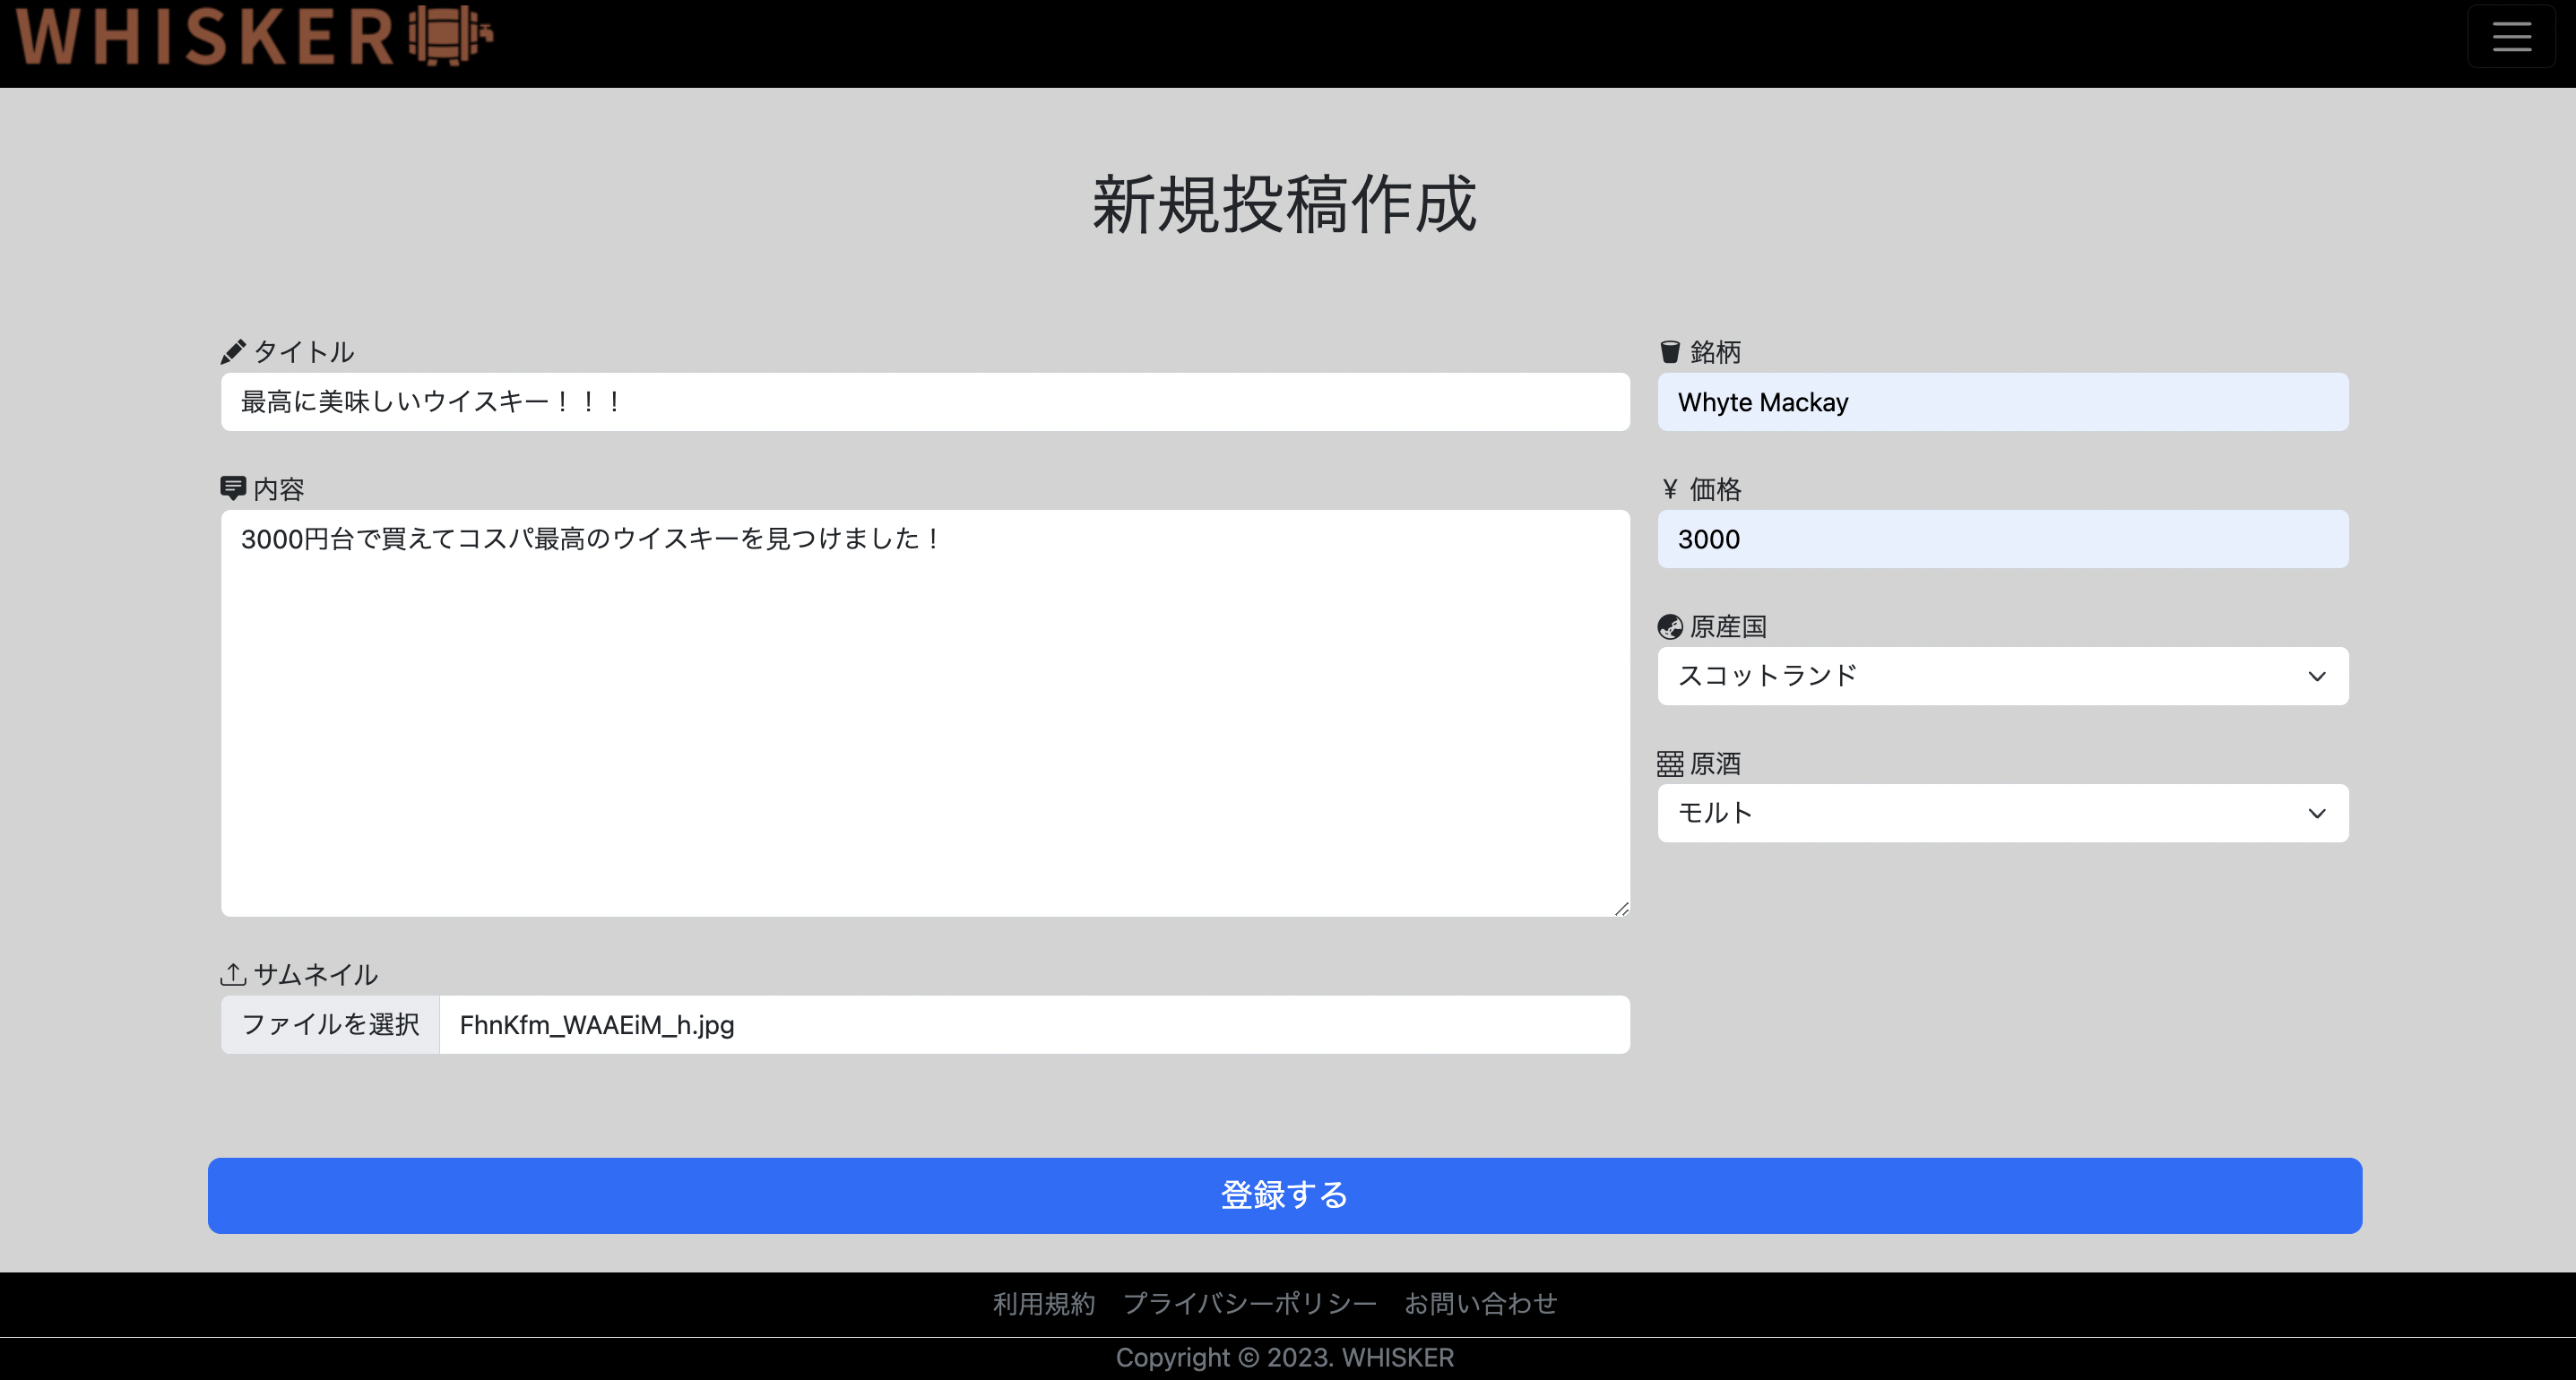 WHISKER
新規投稿作成
タイトル
最高に美味しいウイスキー！！！
内容
3000円台で買えてコスパ最高のウイスキーを見つけました！
サムネイル
ファイルを選択 FhnKfm_WAAEiM_h.jpg
銘柄
Whyte Mackay
¥ 価格
3000
原産国
スコットランド
原酒
モルト
登録する
利用規約 プライバシーポリシー お問い合わせ
Copyright © 2023. WHISKER